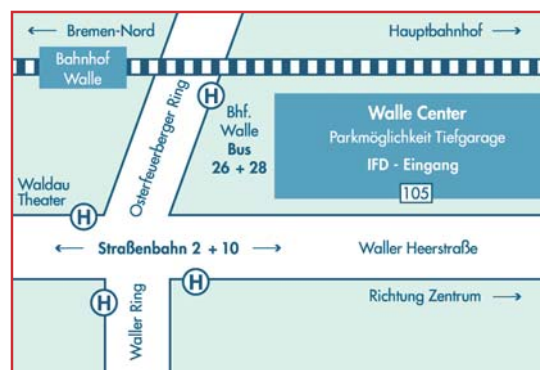 ← Bremen-Nord
Hauptbahnhof →
Bahnhof
Walle
H
Osterfeuerberger Ring
Bhf.
Walle
Bus
26 + 28
Walle Center
Parkmöglichkeit Tiefgarage
IFD - Eingang
105
Waldau
Theater
H
← Straßenbahn 2 + 10 →
Waller Heerstraße
H
H
Waller Ring
Richtung Zentrum →